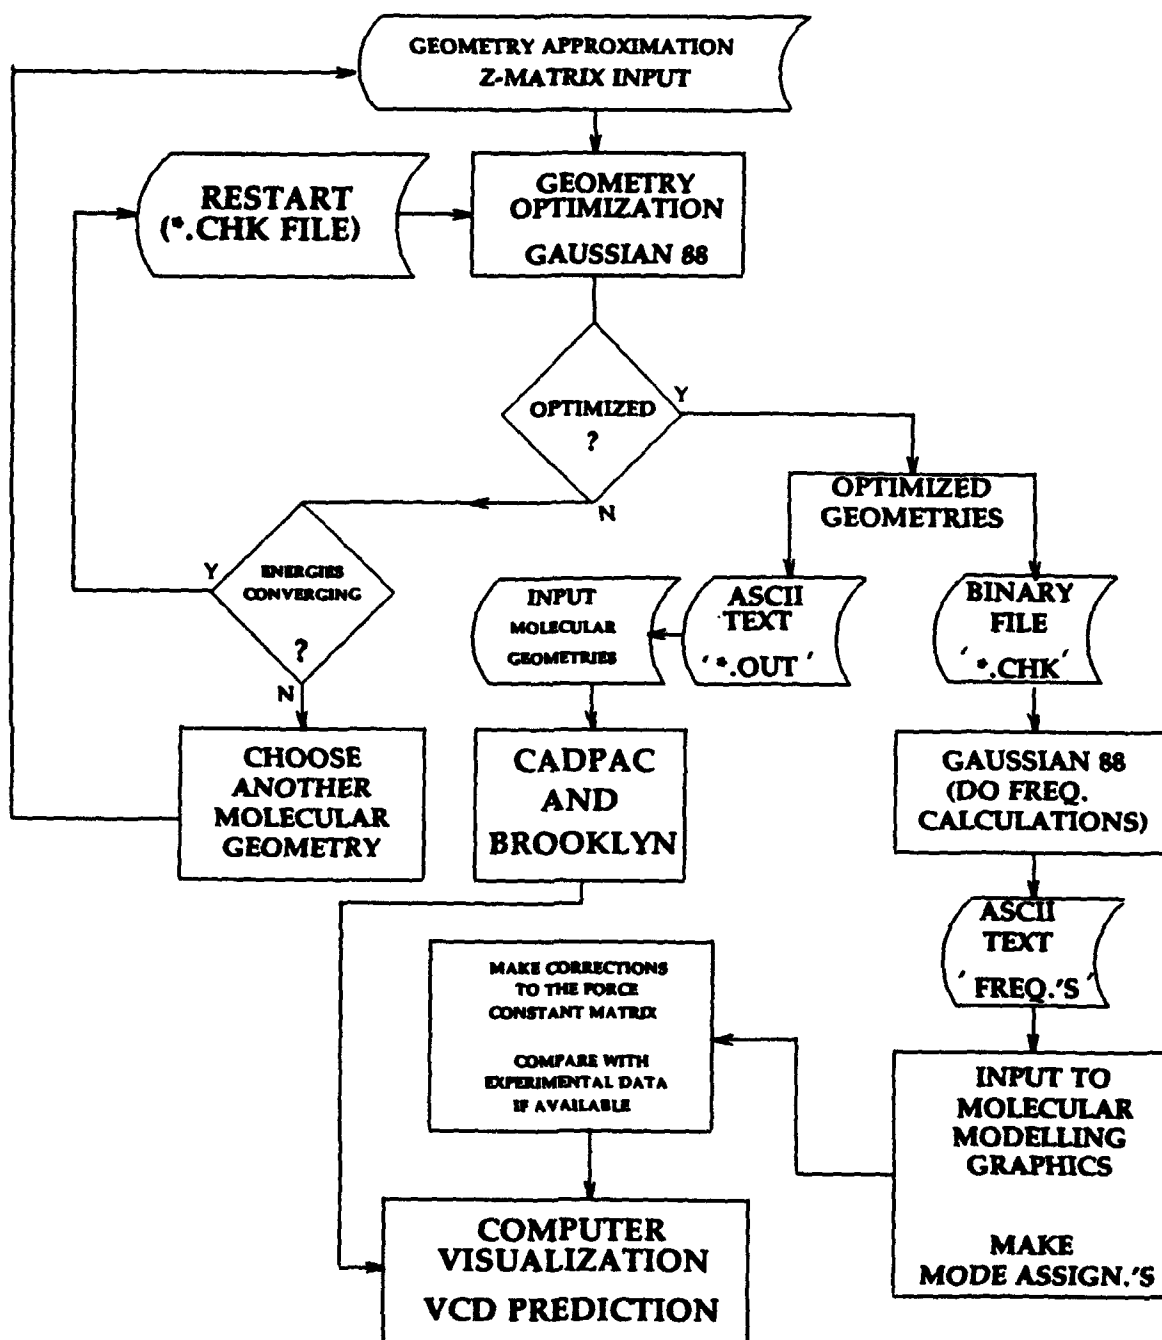 GEOMETRY APPROXIMATION
Z-MATRIX INPUT
RESTART
(*.CHK FILE)
GEOMETRY
OPTIMIZATION
GAUSSIAN 88
OPTIMIZED
?
Y
N
OPTIMIZED
GEOMETRIES
ENERGIES
CONVERGING
?
Y
N
INPUT
MOLECULAR
GEOMETRIES
ASCII
TEXT
' *.OUT '
BINARY
FILE
' *.CHK '
CHOOSE
ANOTHER
MOLECULAR
GEOMETRY
CADPAC
AND
BROOKLYN
GAUSSIAN 88
(DO FREQ.
CALCULATIONS)
ASCII
TEXT
' FREQ.'S '
MAKE CORRECTIONS
TO THE FORCE
CONSTANT MATRIX
COMPARE WITH
EXPERIMENTAL DATA
IF AVAILABLE
INPUT TO
MOLECULAR
MODELLING
GRAPHICS
MAKE
MODE ASSIGN.'S
COMPUTER
VISUALIZATION
VCD PREDICTION